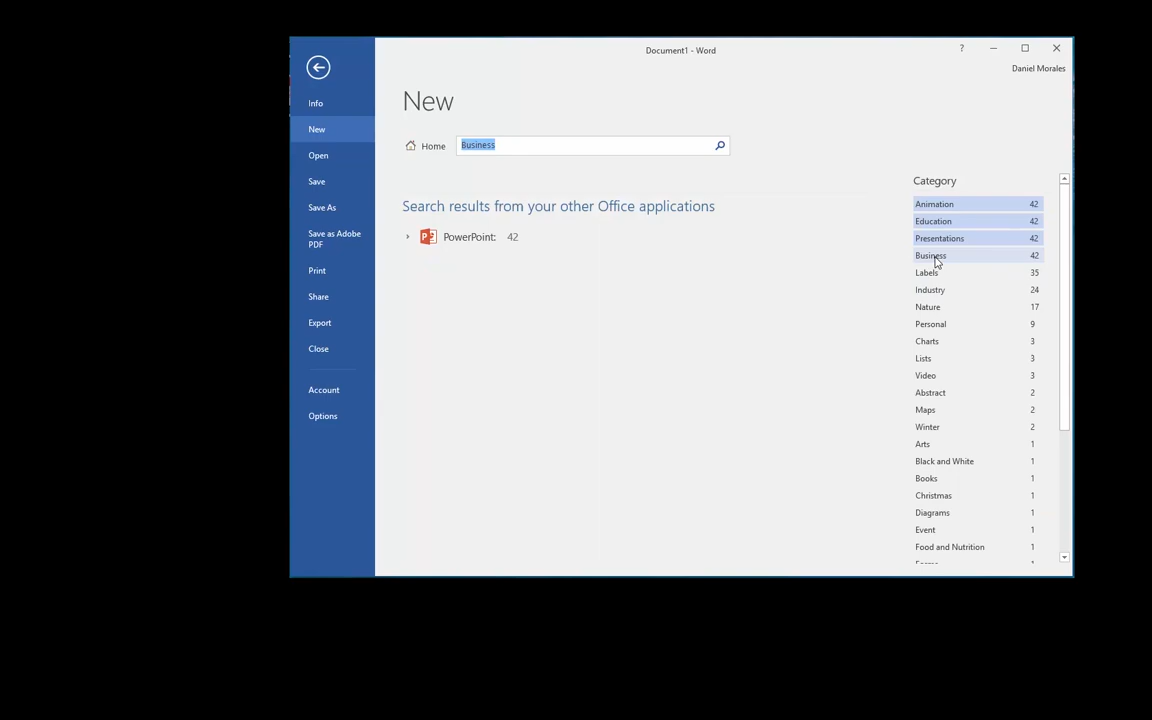 Document1 - Word
?
Daniel Morales
Info
New
Open
Save
Save As
Save as Adobe
PDF
Print
Share
Export
Close
Account
Options
New
Home
Business
Search results from your other Office applications
PowerPoint: 42
Category
Animation 42
Education 42
Presentations 42
Business 42
Labels 35
Industry 24
Nature 17
Personal 9
Charts 3
Lists 3
Video 3
Abstract 2
Maps 2
Winter 2
Arts 1
Black and White 1
Books 1
Christmas 1
Diagrams 1
Event 1
Food and Nutrition 1